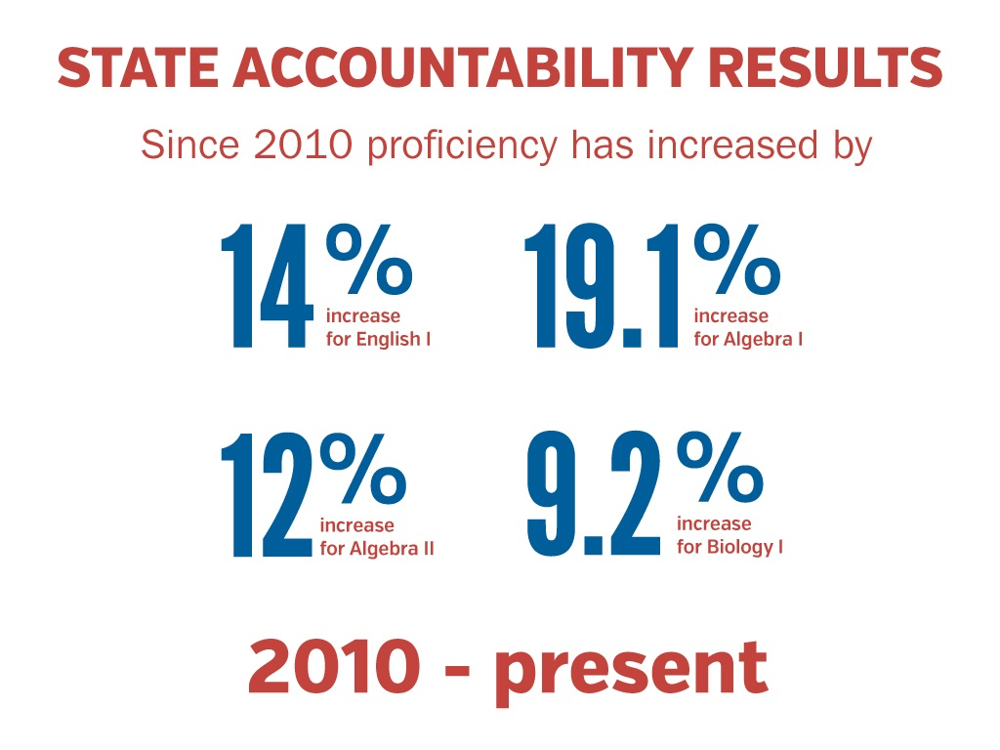 STATE ACCOUNTABILITY RESULTS
Since 2010 proficiency has increased by
14%
increase
for English I
19.1%
increase
for Algebra I
12%
increase
for Algebra II
9.2%
increase
for Biology I
2010 - present